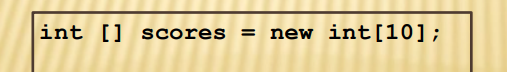 int [] scores = new int[10];